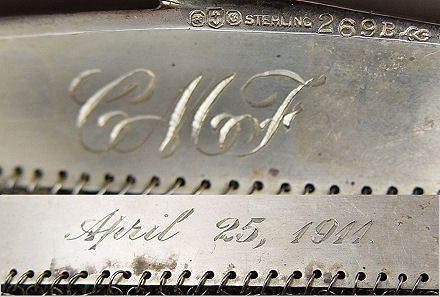 STERLING 269B
CMF
April 25, 1911.